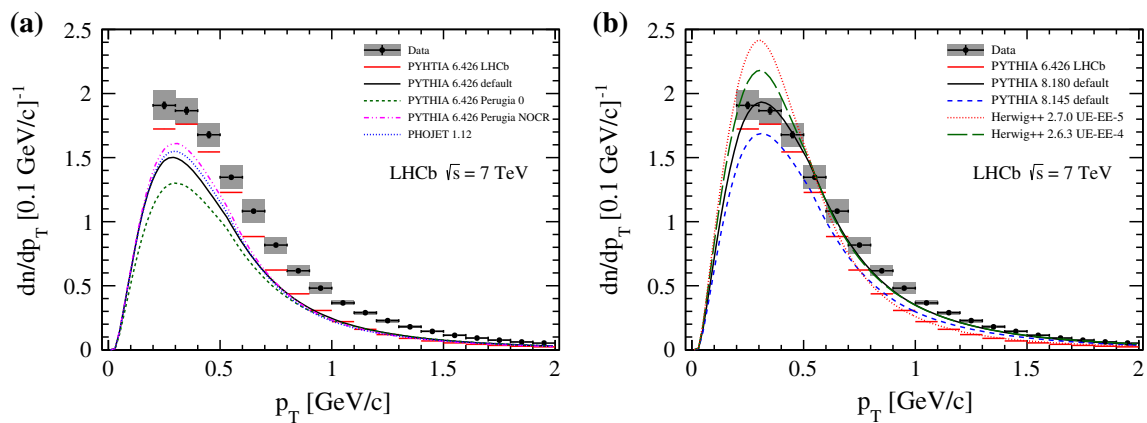 (a)
2.5
2
1.5
1
0.5
0
0 0.5 1 1.5 2
dn/dp_T [0.1 GeV/c]^-1
p_T [GeV/c]
Data
PYHTIA 6.426 LHCb
PYTHIA 6.426 default
PYTHIA 6.426 Perugia 0
PYTHIA 6.426 Perugia NOCR
PHOJET 1.12
LHCb √s = 7 TeV
(b)
2.5
2
1.5
1
0.5
0
0 0.5 1 1.5 2
dn/dp_T [0.1 GeV/c]^-1
p_T [GeV/c]
Data
PYTHIA 6.426 LHCb
PYTHIA 8.180 default
PYTHIA 8.145 default
Herwig++ 2.7.0 UE-EE-5
Herwig++ 2.6.3 UE-EE-4
LHCb √s = 7 TeV